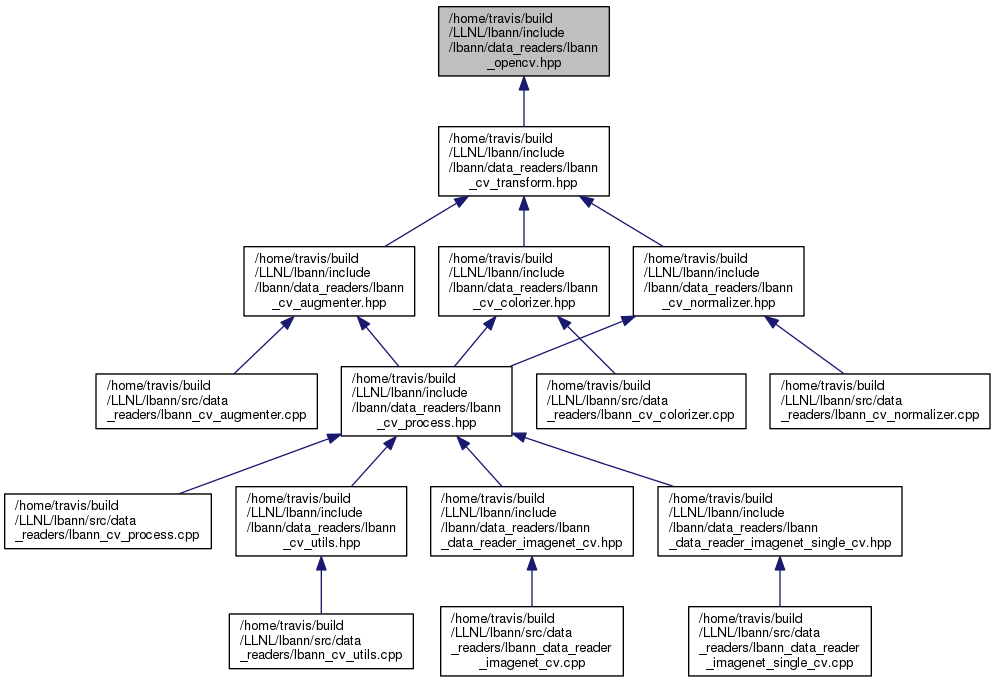 /home/travis/build
/LLNL/lbann/include
/lbann/data_readers/lbann
_opencv.hpp
/home/travis/build
/LLNL/lbann/include
/lbann/data_readers/lbann
_cv_transform.hpp
/home/travis/build
/LLNL/lbann/include
/lbann/data_readers/lbann
_cv_augmenter.hpp
/home/travis/build
/LLNL/lbann/include
/lbann/data_readers/lbann
_cv_colorizer.hpp
/home/travis/build
/LLNL/lbann/include
/lbann/data_readers/lbann
_cv_normalizer.hpp
/home/travis/build
/LLNL/lbann/src/data
_readers/lbann_cv_augmenter.cpp
/home/travis/build
/LLNL/lbann/include
/lbann/data_readers/lbann
_cv_process.hpp
/home/travis/build
/LLNL/lbann/src/data
_readers/lbann_cv_colorizer.cpp
/home/travis/build
/LLNL/lbann/src/data
_readers/lbann_cv_normalizer.cpp
/home/travis/build
/LLNL/lbann/src/data
_readers/lbann_cv_process.cpp
/home/travis/build
/LLNL/lbann/include
/lbann/data_readers/lbann
_cv_utils.hpp
/home/travis/build
/LLNL/lbann/include
/lbann/data_readers/lbann
_data_reader_imagenet_cv.hpp
/home/travis/build
/LLNL/lbann/include
/lbann/data_readers/lbann
_data_reader_imagenet_single_cv.hpp
/home/travis/build
/LLNL/lbann/src/data
_readers/lbann_cv_utils.cpp
/home/travis/build
/LLNL/lbann/src/data
_readers/lbann_data_reader
_imagenet_cv.cpp
/home/travis/build
/LLNL/lbann/src/data
_readers/lbann_data_reader
_imagenet_single_cv.cpp